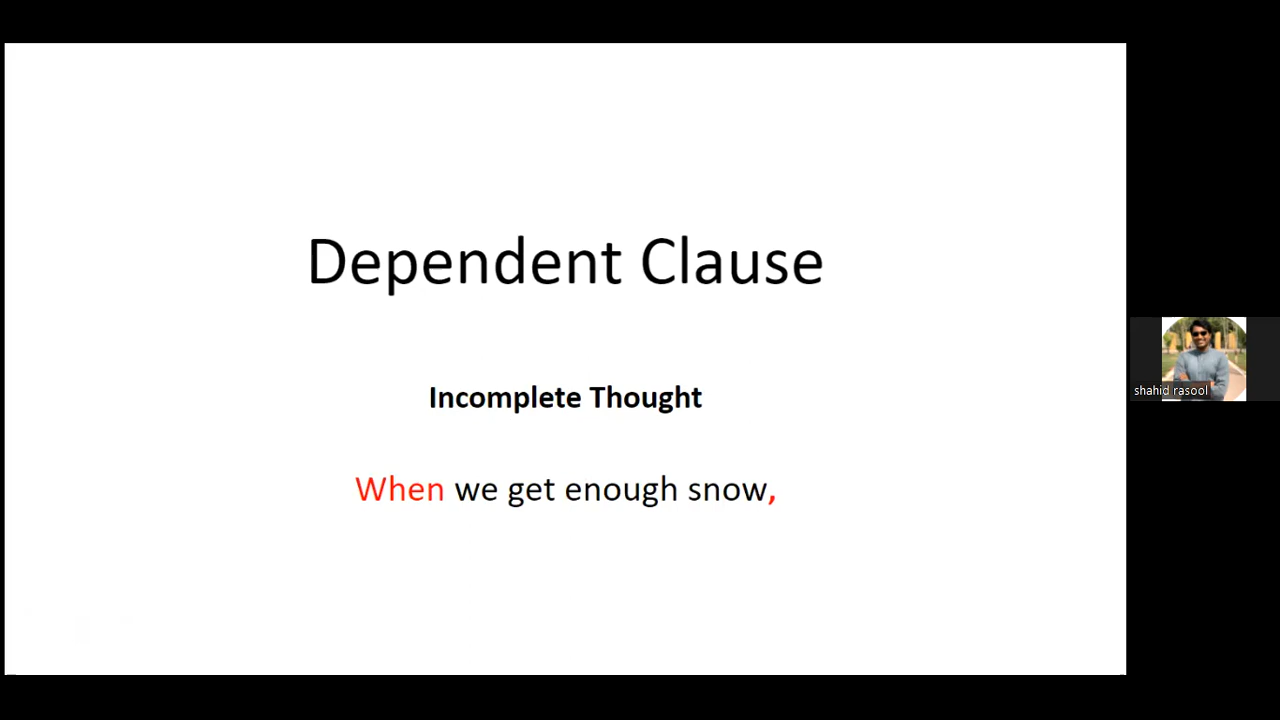 Dependent Clause
Incomplete Thought
When we get enough snow,
shahid rasool